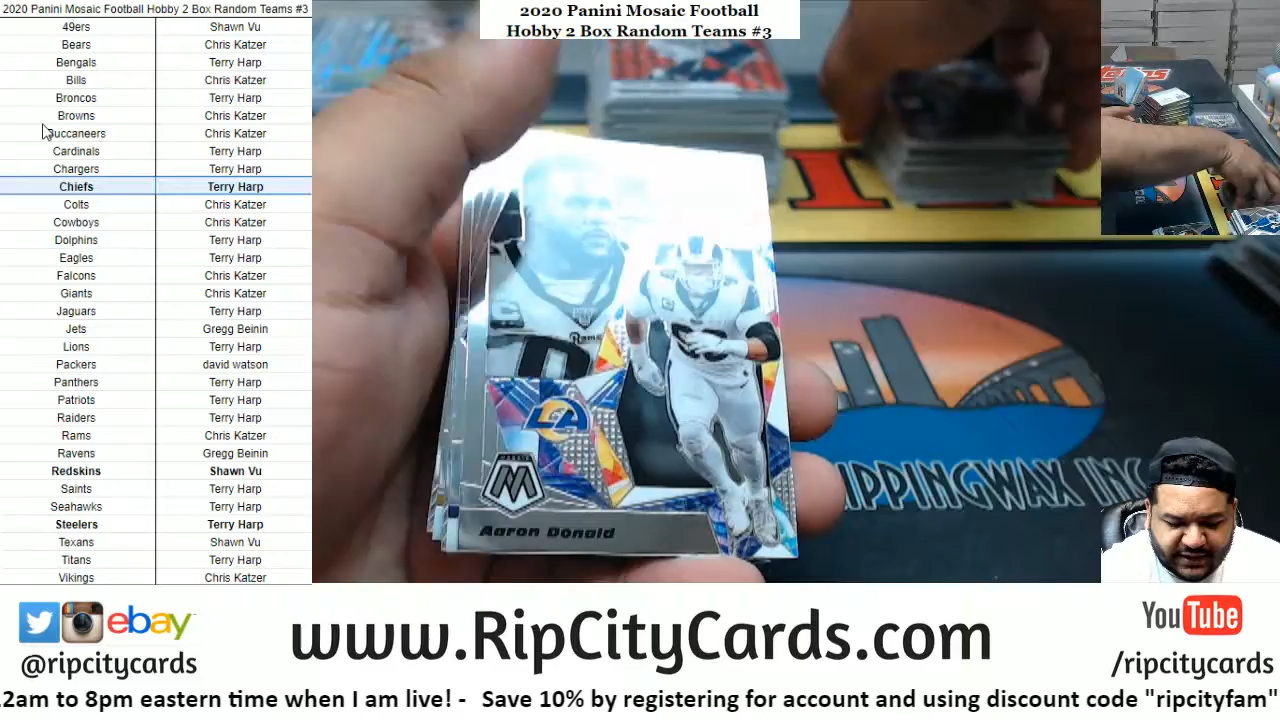 2020 Panini Mosaic Football Hobby 2 Box Random Teams #3
49ers Shawn Vu
Bears Chris Katzer
Bengals Terry Harp
Bills Chris Katzer
Broncos Terry Harp
Browns Chris Katzer
Buccaneers Chris Katzer
Cardinals Terry Harp
Chargers Terry Harp
Chiefs Terry Harp
Colts Chris Katzer
Cowboys Chris Katzer
Dolphins Terry Harp
Eagles Terry Harp
Falcons Chris Katzer
Giants Chris Katzer
Jaguars Terry Harp
Jets Gregg Beinin
Lions Terry Harp
Packers david watson
Panthers Terry Harp
Patriots Terry Harp
Raiders Terry Harp
Rams Chris Katzer
Ravens Gregg Beinin
Redskins Shawn Vu
Saints Terry Harp
Seahawks Terry Harp
Steelers Terry Harp
Texans Shawn Vu
Titans Terry Harp
Vikings Chris Katzer
2020 Panini Mosaic Football
Hobby 2 Box Random Teams #3
Rams
MOSAIC
M
Aaron Donald
RIPPINGWAX INC
Topps
ebay
@ripcitycards
www.RipCityCards.com
YouTube
/ripcitycards
2am to 8pm eastern time when I am live! - Save 10% by registering for account and using discount code "ripcityfam"